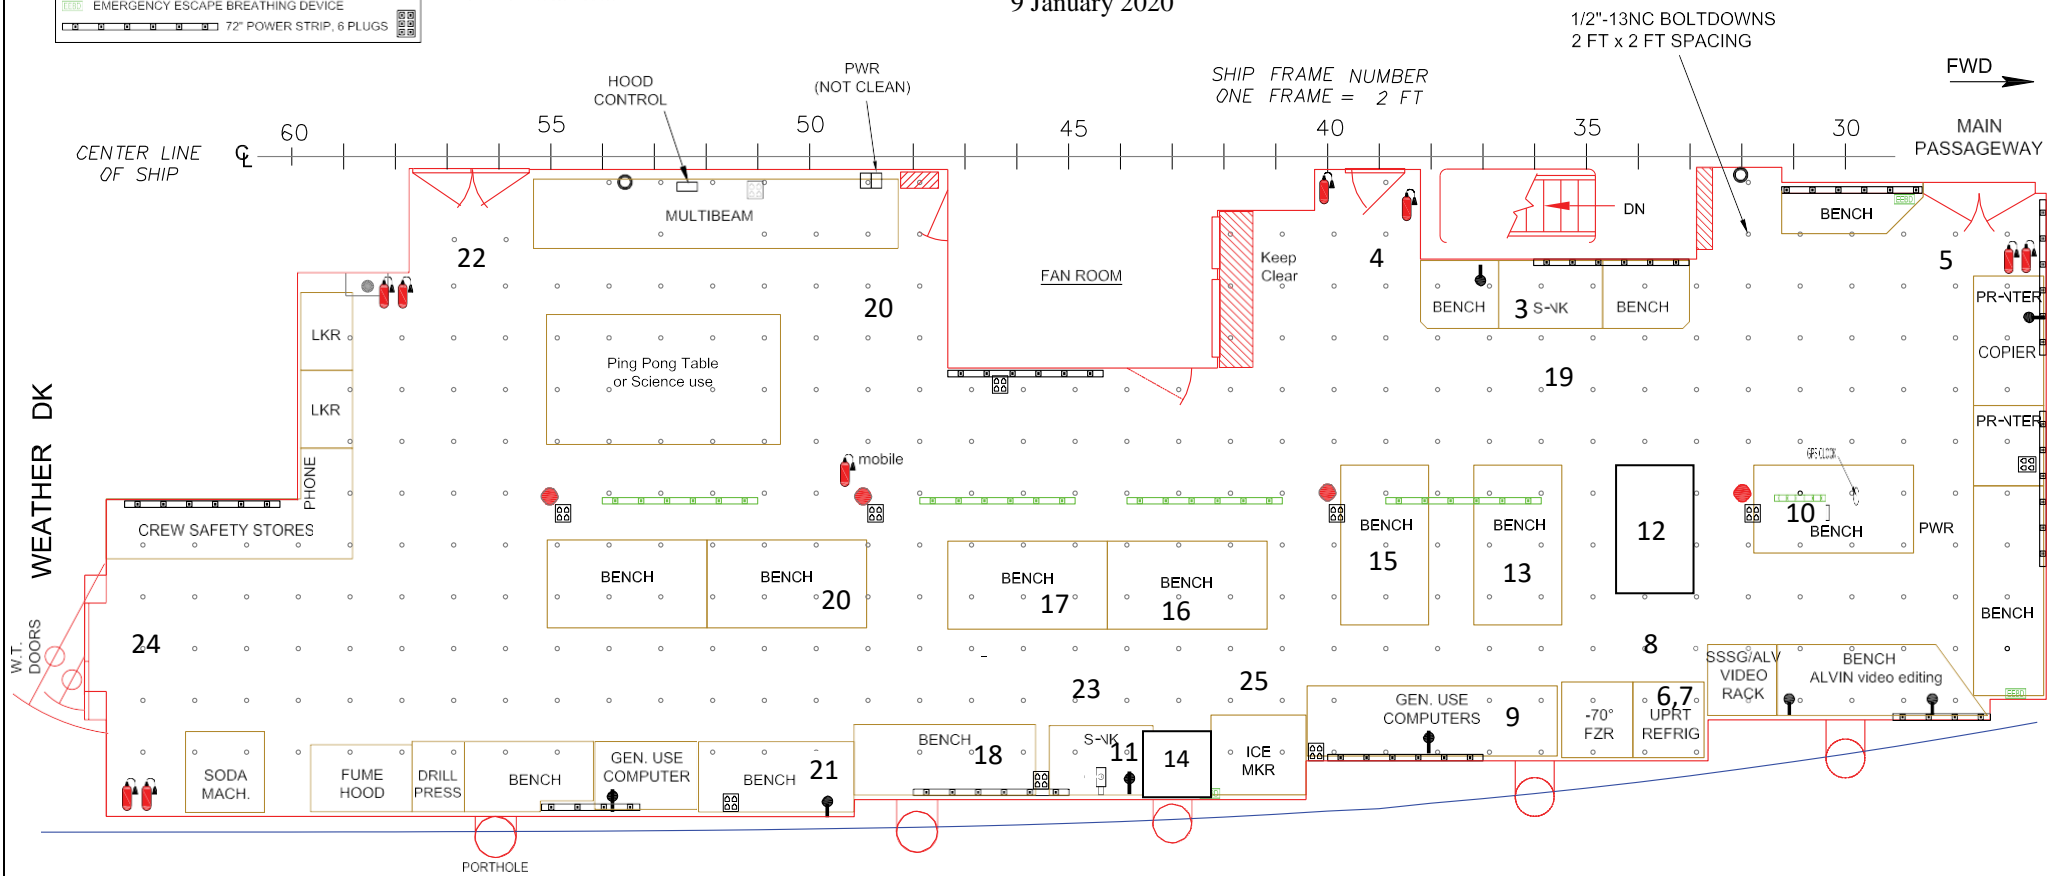 9 January 2020
EMERGENCY ESCAPE BREATHING DEVICE
72" POWER STRIP, 6 PLUGS
1/2"-13NC BOLTDOWNS
2 FT x 2 FT SPACING
FWD
HOOD
CONTROL
PWR
(NOT CLEAN)
SHIP FRAME NUMBER
ONE FRAME = 2 FT
60
55
50
45
40
35
30
CENTER LINE
OF SHIP
MAIN
PASSAGEWAY
MULTIBEAM
DN
BENCH
22
4
5
Keep
Clear
FAN ROOM
20
BENCH
3
S-NK
BENCH
PR-NTER
LKR
COPIER
Ping Pong Table
or Science use
19
LKR
PR-NTER
WEATHER DK
PHONE
mobile
CREW SAFETY STORES
BENCH
15
BENCH
13
12
10
BENCH
PWR
BENCH
BENCH
20
BENCH
17
BENCH
16
BENCH
W.T.
DOORS
24
8
SSSG/ALV
VIDEO
RACK
BENCH
ALVIN video editing
23
25
GEN. USE
COMPUTERS
9
-70°
FZR
6,7
UPRT
REFRIG
SODA
MACH.
FUME
HOOD
DRILL
PRESS
BENCH
GEN. USE
COMPUTER
BENCH
21
BENCH
18
S-NK
11
14
ICE
MKR
PORTHOLE